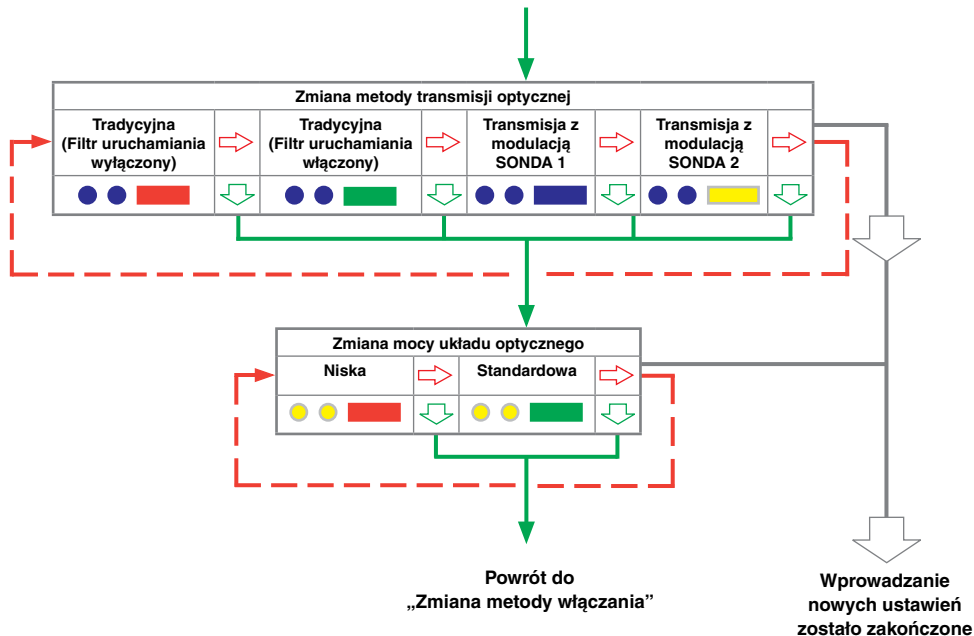 Zmiana metody transmisji optycznej
Tradycyjna
(Filtr uruchamiania
wyłączony)
Tradycyjna
(Filtr uruchamiania
włączony)
Transmisja z
modulacją
SONDA 1
Transmisja z
modulacją
SONDA 2
Zmiana mocy układu optycznego
Niska
Standardowa
Powrót do
„Zmiana metody włączania”
Wprowadzanie
nowych ustawień
zostało zakończone